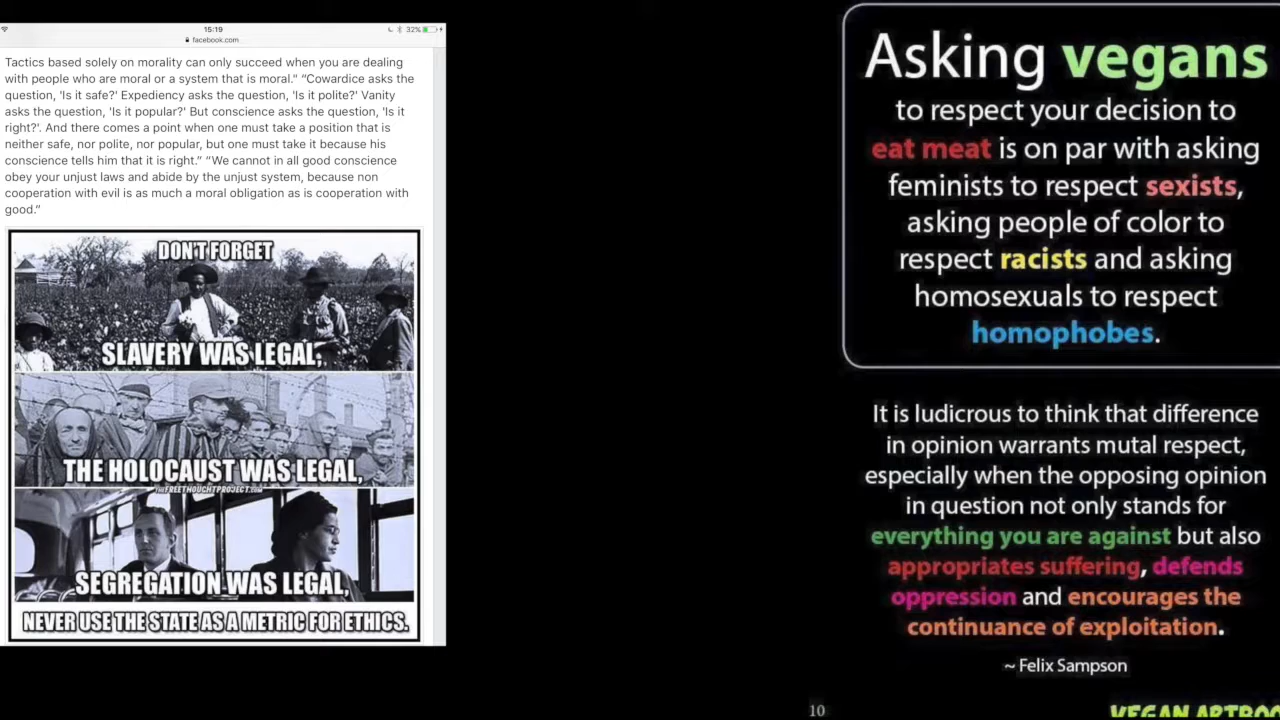 15:19
32%
facebook.com
Tactics based solely on morality can only succeed when you are dealing
with people who are moral or a system that is moral." "Cowardice asks the
question, 'Is it safe?' Expediency asks the question, 'Is it polite?' Vanity
asks the question, 'Is it popular?' But conscience asks the question, 'Is it
right?'. And there comes a point when one must take a position that is
neither safe, nor polite, nor popular, but one must take it because his
conscience tells him that it is right." "We cannot in all good conscience
obey your unjust laws and abide by the unjust system, because non
cooperation with evil is as much a moral obligation as is cooperation with
good."
DON'T FORGET
SLAVERY WAS LEGAL,
THE HOLOCAUST WAS LEGAL,
THEFREETHOUGHTPROJECT.COM
SEGREGATION WAS LEGAL,
NEVER USE THE STATE AS A METRIC FOR ETHICS.
Asking vegans
to respect your decision to
eat meat is on par with asking
feminists to respect sexists,
asking people of color to
respect racists and asking
homosexuals to respect
homophobes.
It is ludicrous to think that difference
in opinion warrants mutal respect,
especially when the opposing opinion
in question not only stands for
everything you are against but also
appropriates suffering, defends
oppression and encourages the
continuance of exploitation.
~ Felix Sampson
10
VEGAN ARTBOO